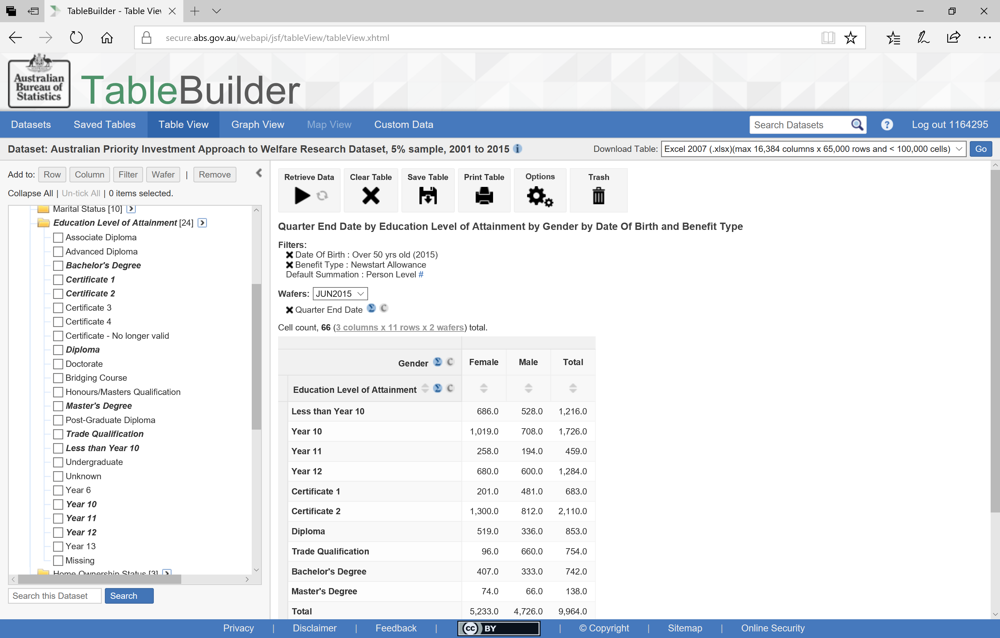 TableBuilder - Table Vie
secure.abs.gov.au/webapi/jsf/tableView/tableView.xhtml
Australian
Bureau of
Statistics
TableBuilder
Datasets Saved Tables Table View Graph View Map View Custom Data Search Datasets ? Log out 1164295
Dataset: Australian Priority Investment Approach to Welfare Research Dataset, 5% sample, 2001 to 2015 i Download Table: Excel 2007 (.xlsx)(max 16,384 columns x 65,000 rows and < 100,000 cells) Go
Add to: Row Column Filter Wafer | Remove
Collapse All | Un-tick All | 0 items selected.
Marital Status [10]
Education Level of Attainment [24]
Associate Diploma
Advanced Diploma
Bachelor's Degree
Certificate 1
Certificate 2
Certificate 3
Certificate 4
Certificate - No longer valid
Diploma
Doctorate
Bridging Course
Honours/Masters Qualification
Master's Degree
Post-Graduate Diploma
Trade Qualification
Less than Year 10
Undergraduate
Unknown
Year 6
Year 10
Year 11
Year 12
Year 13
Missing
Home Ownership Status [3]
Search this Dataset Search
Retrieve Data Clear Table Save Table Print Table Options Trash
Quarter End Date by Education Level of Attainment by Gender by Date Of Birth and Benefit Type
Filters:
Date Of Birth : Over 50 yrs old (2015)
Benefit Type : Newstart Allowance
Default Summation : Person Level #
Wafers: JUN2015
Quarter End Date Σ C
Cell count, 66 (3 columns x 11 rows x 2 wafers) total.
Gender Σ C Female Male Total
Education Level of Attainment Σ C
Less than Year 10 686.0 528.0 1,216.0
Year 10 1,019.0 708.0 1,726.0
Year 11 258.0 194.0 459.0
Year 12 680.0 600.0 1,284.0
Certificate 1 201.0 481.0 683.0
Certificate 2 1,300.0 812.0 2,110.0
Diploma 519.0 336.0 853.0
Trade Qualification 96.0 660.0 754.0
Bachelor's Degree 407.0 333.0 742.0
Master's Degree 74.0 66.0 138.0
Total 5,233.0 4,726.0 9,964.0
Privacy | Disclaimer | Feedback | cc BY | © Copyright | Sitemap | Online Security